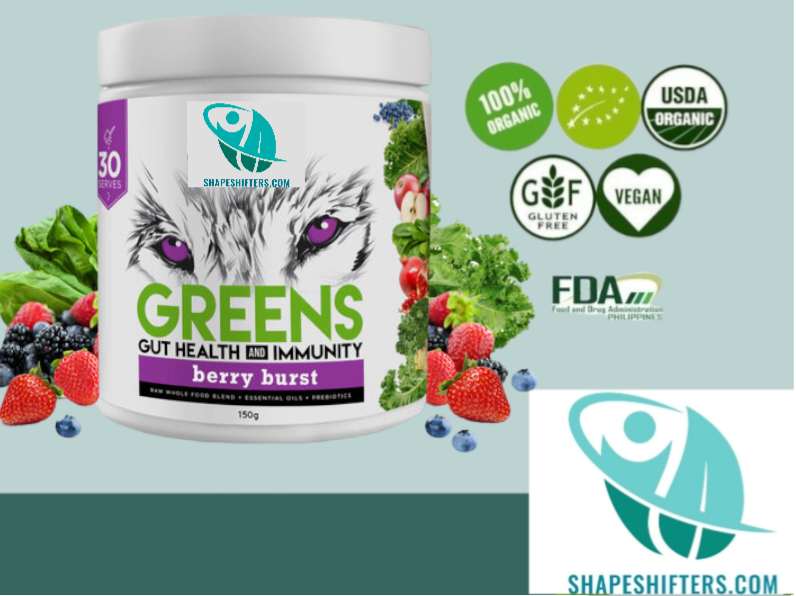 30
SERVES
SHAPESHIFTERS.COM
GREENS
GUT HEALTH AND IMMUNITY
berry burst
RAW WHOLE FOOD BLEND • ESSENTIAL OILS • PREBIOTICS
150g
100%
ORGANIC
USDA
ORGANIC
GF
GLUTEN
FREE
VEGAN
FDA
Food and Drug Administration
PHILIPPINES
SHAPESHIFTERS.COM